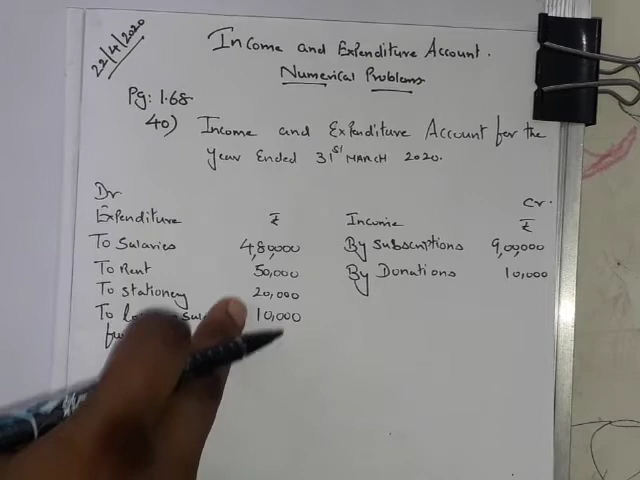 22/4/2020
Income and Expenditure Account.
Numerical Problems
Pg: 1.68
40) Income and Expenditure Account for the
year Ended 31st MARCH 2020.
Dr Cr.
Expenditure ₹ Income ₹
To Salaries 4,80,000 By Subscriptions 9,00,000
To Rent 50,000 By Donations 10,000
To Stationery 20,000
To 10,000